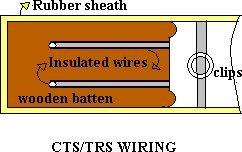 Rubber sheath
Insulated wires
clips
wooden batten
CTS/TRS WIRING